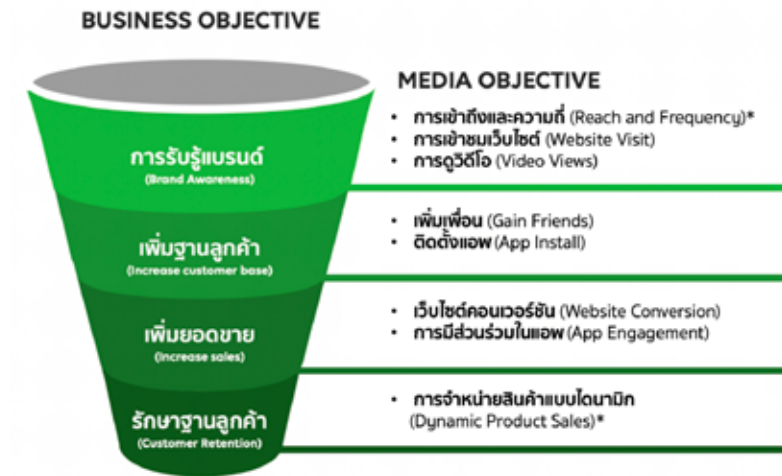 BUSINESS OBJECTIVE
MEDIA OBJECTIVE
การรับรู้แบรนด์
(Brand Awareness)
• การเข้าถึงและความถี่ (Reach and Frequency)*
• การเข้าชมเว็บไซต์ (Website Visit)
• การดูวิดีโอ (Video Views)
เพิ่มฐานลูกค้า
(Increase customer base)
• เพิ่มเพื่อน (Gain Friends)
• ติดตั้งแอพ (App Install)
เพิ่มยอดขาย
(Increase sales)
• เว็บไซต์คอนเวอร์ชัน (Website Conversion)
• การมีส่วนร่วมในแอพ (App Engagement)
รักษาฐานลูกค้า
(Customer Retention)
• การจำหน่ายสินค้าแบบไดนามิก
(Dynamic Product Sales)*